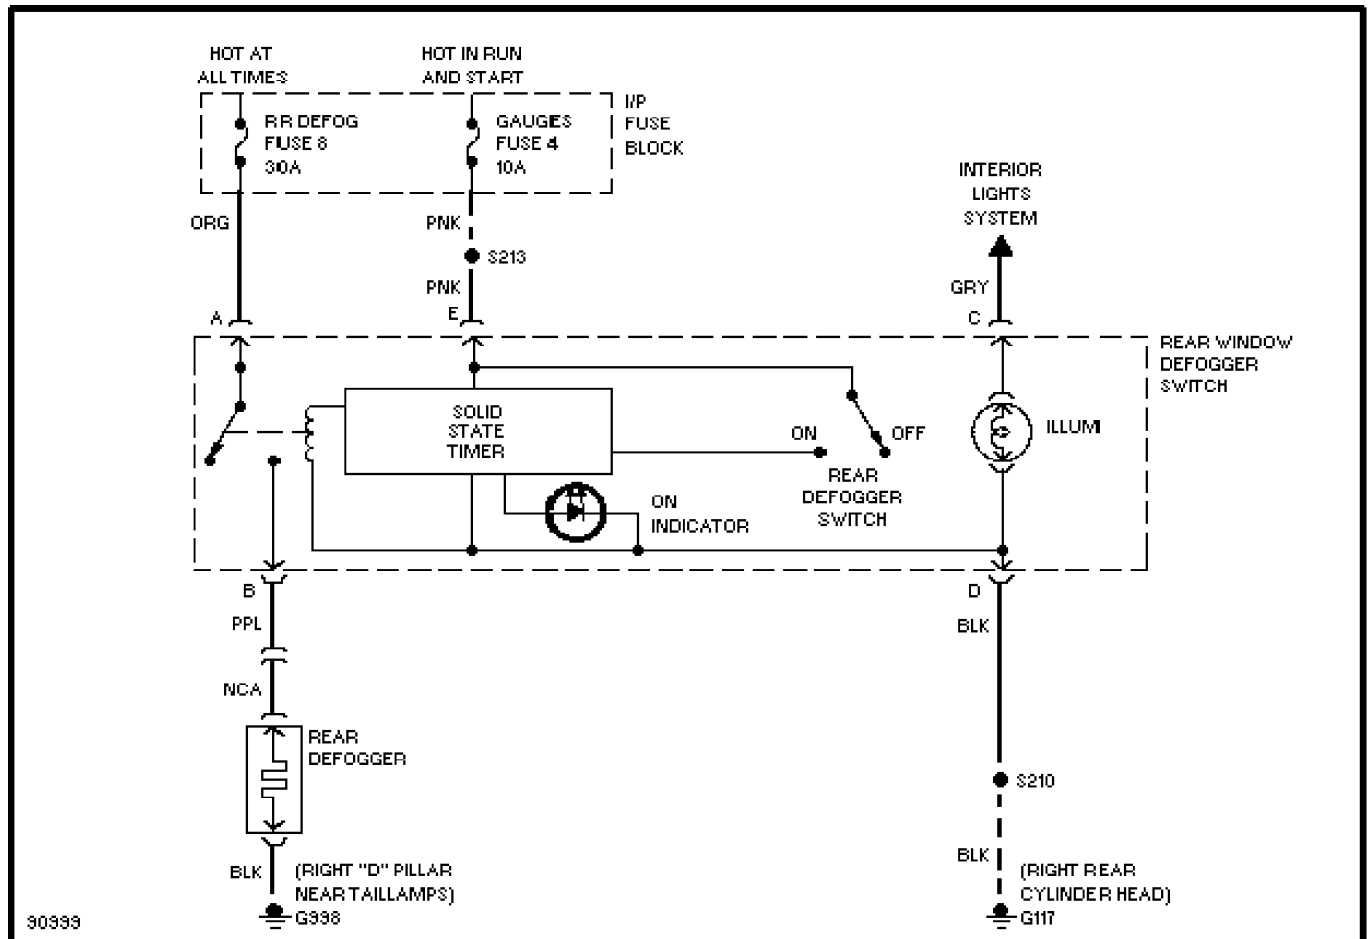 HOT AT
ALL TIMES
HOT IN RUN
AND START
RR DEFOG
FUSE 8
30A
GAUGES
FUSE 4
10A
I/P
FUSE
BLOCK
INTERIOR
LIGHTS
SYSTEM
ORG
PNK
S213
PNK
GRY
A
E
C
REAR WINDOW
DEFOGGER
SWITCH
SOLID
STATE
TIMER
ON
OFF
ILLUMI
REAR
DEFOGGER
SWITCH
ON
INDICATOR
B
D
PPL
BLK
NCA
REAR
DEFOGGER
S210
BLK
(RIGHT "D" PILLAR
NEAR TAILLAMPS)
G998
BLK
(RIGHT REAR
CYLINDER HEAD)
G117
90999